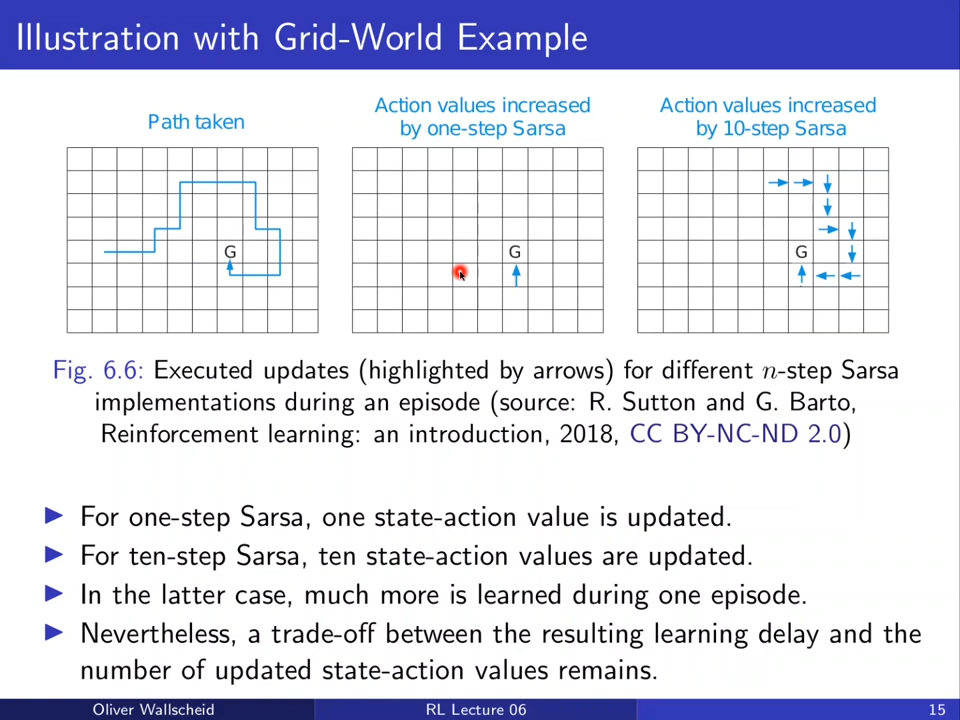 Illustration with Grid-World Example
Path taken
Action values increased
by one-step Sarsa
Action values increased
by 10-step Sarsa
G
G
G
Fig. 6.6: Executed updates (highlighted by arrows) for different n-step Sarsa
implementations during an episode (source: R. Sutton and G. Barto,
Reinforcement learning: an introduction, 2018, CC BY-NC-ND 2.0)
▶ For one-step Sarsa, one state-action value is updated.
▶ For ten-step Sarsa, ten state-action values are updated.
▶ In the latter case, much more is learned during one episode.
▶ Nevertheless, a trade-off between the resulting learning delay and the
number of updated state-action values remains.
Oliver Wallscheid
RL Lecture 06
15